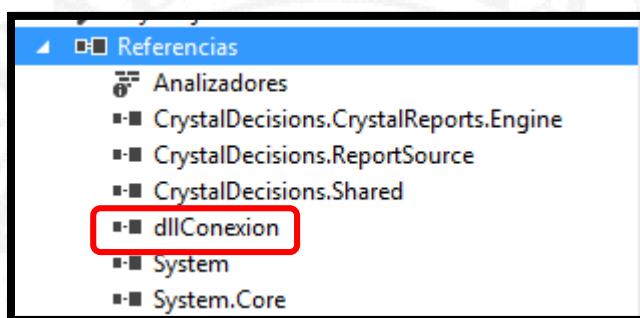 Referencias
Analizadores
CrystalDecisions.CrystalReports.Engine
CrystalDecisions.ReportSource
CrystalDecisions.Shared
dllConexion
System
System.Core